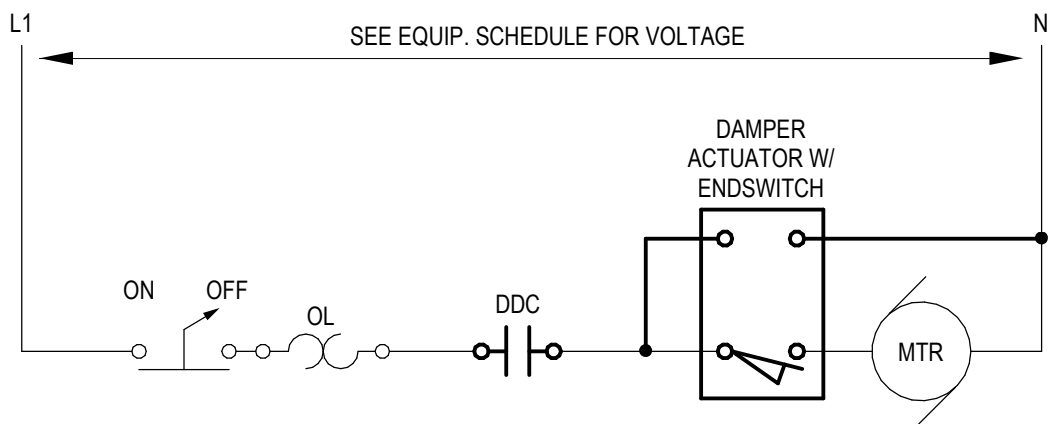 L1
SEE EQUIP. SCHEDULE FOR VOLTAGE
N
DAMPER
ACTUATOR W/
ENDSWITCH
ON
OFF
OL
DDC
MTR